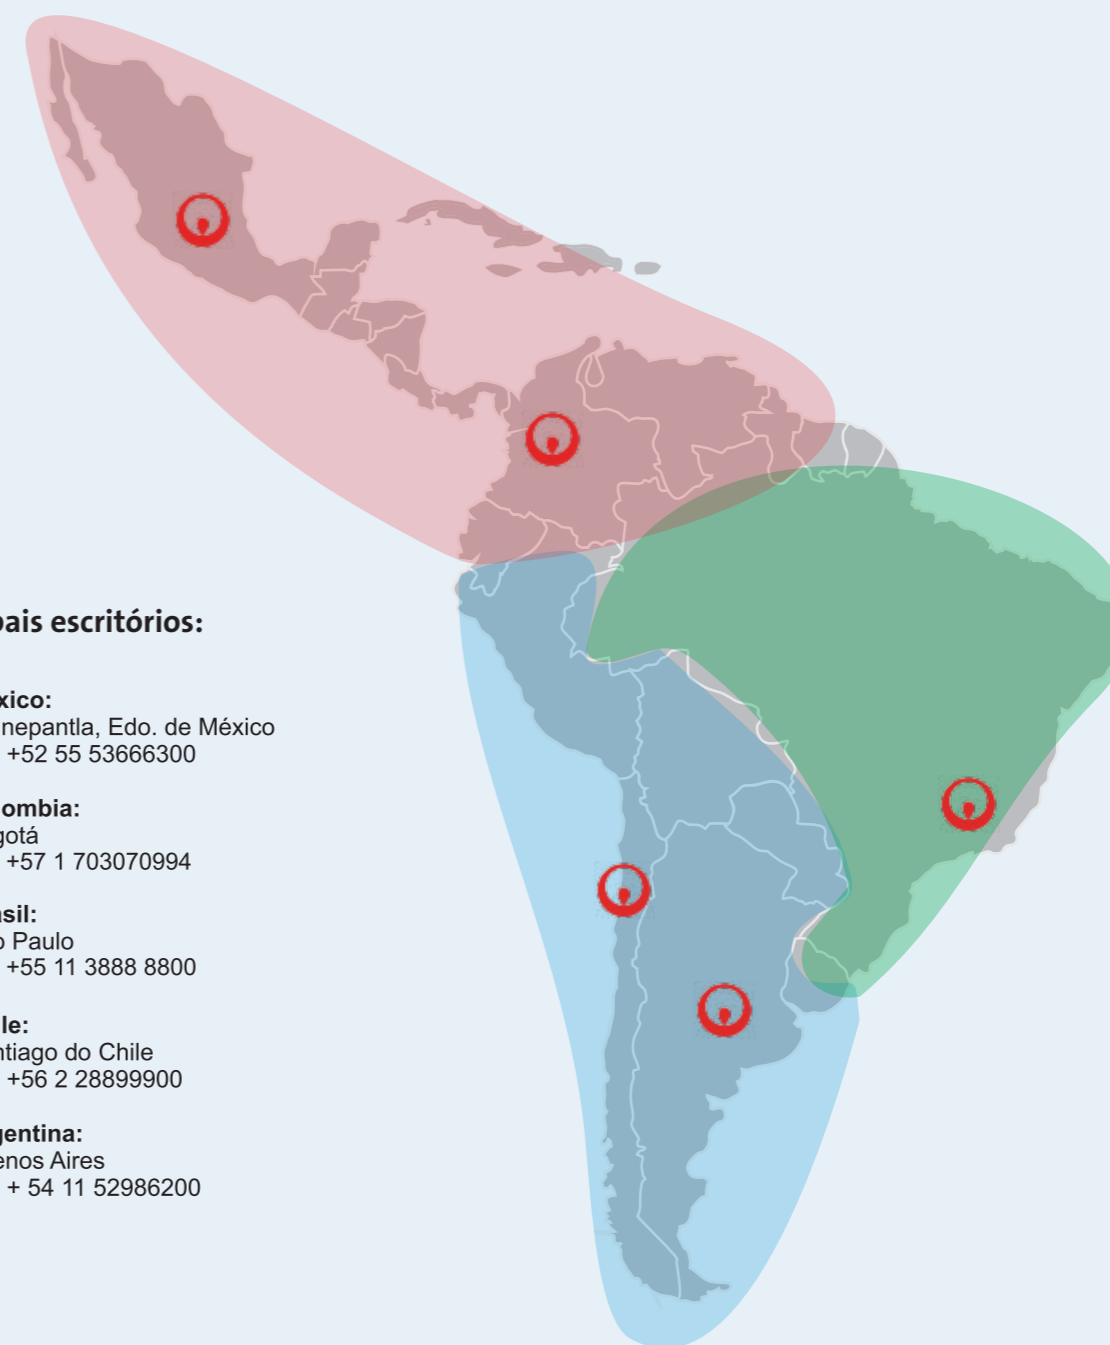 pais escritórios:
xico:
nepantla, Edo. de México
+52 55 53666300
ombia:
gotá
+57 1 703070994
asil:
o Paulo
+55 11 3888 8800
le:
ntiago do Chile
+56 2 28899900
gentina:
enos Aires
+ 54 11 52986200